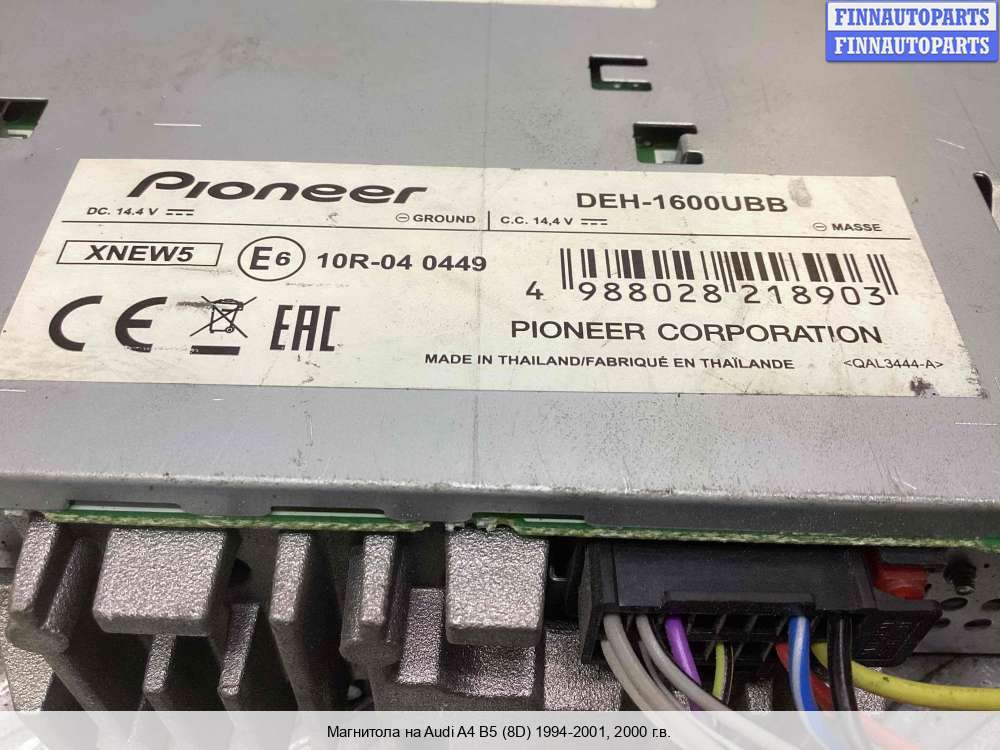 FINNAUTOPARTS
FINNAUTOPARTS
Pioneer
DEH-1600UBB
DC. 14.4 V
GROUND
C.C. 14,4 V
MASSE
XNEW5
E6
10R-04 0449
4 988028 218903
CE
EAC
PIONEER CORPORATION
MADE IN THAILAND/FABRIQUÉ EN THAÏLANDE
<QAL3444-A>
Магнитола на Audi A4 B5 (8D) 1994-2001, 2000 г.в.